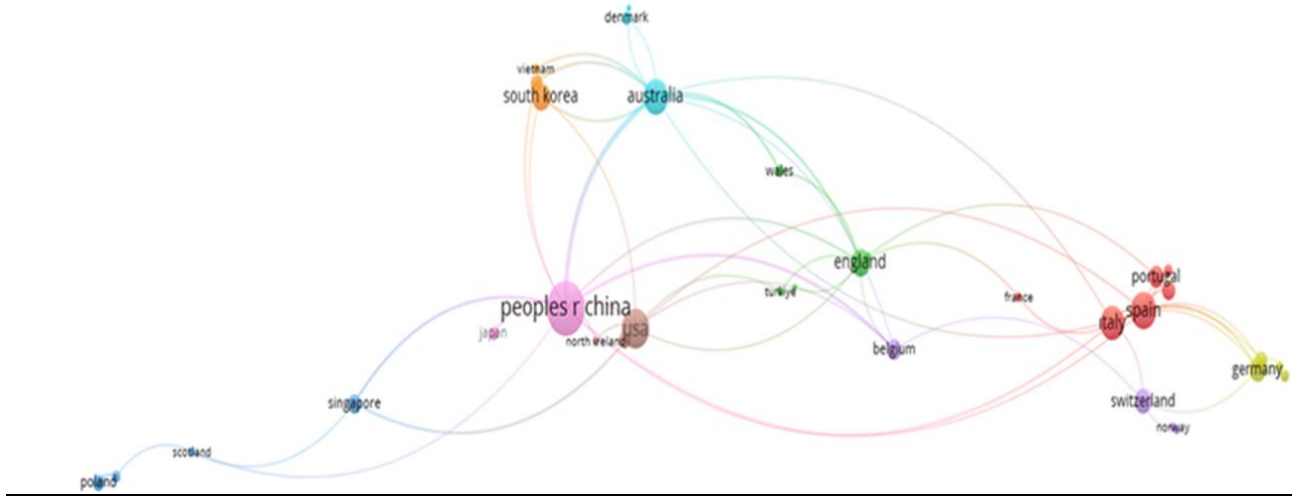 denmark
vietnam
south korea
australia
wales
england
portugal
turkiye
france
peoples r china
spain
italy
usa
japan
north ireland
belgium
germany
singapore
switzerland
norway
scotland
poland